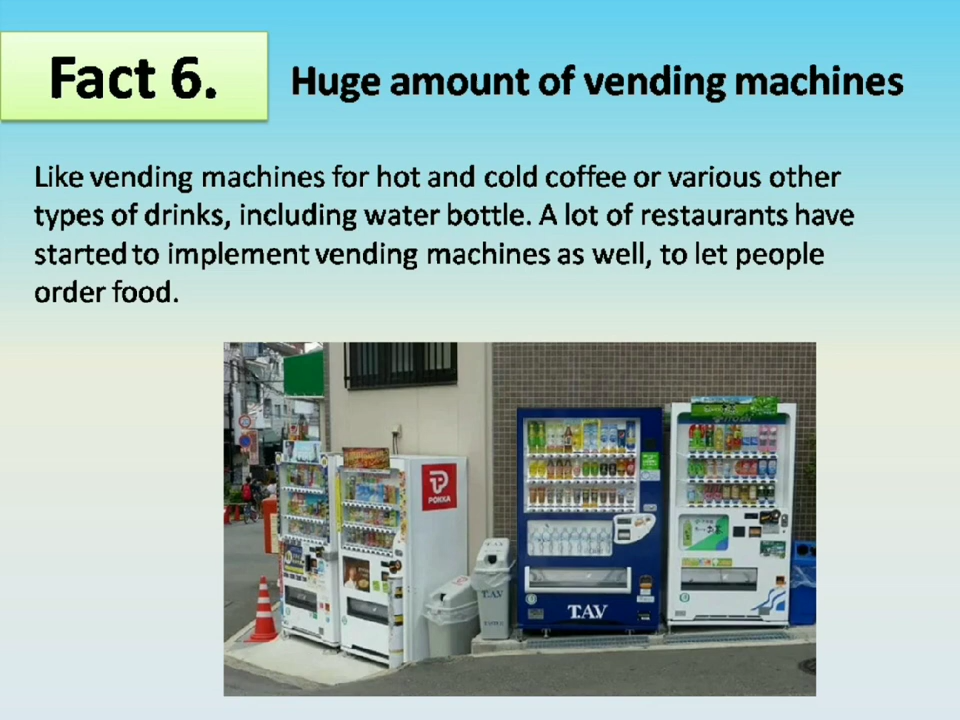 Fact 6.
Huge amount of vending machines
Like vending machines for hot and cold coffee or various other
types of drinks, including water bottle. A lot of restaurants have
started to implement vending machines as well, to let people
order food.
POKKA
T.A.V